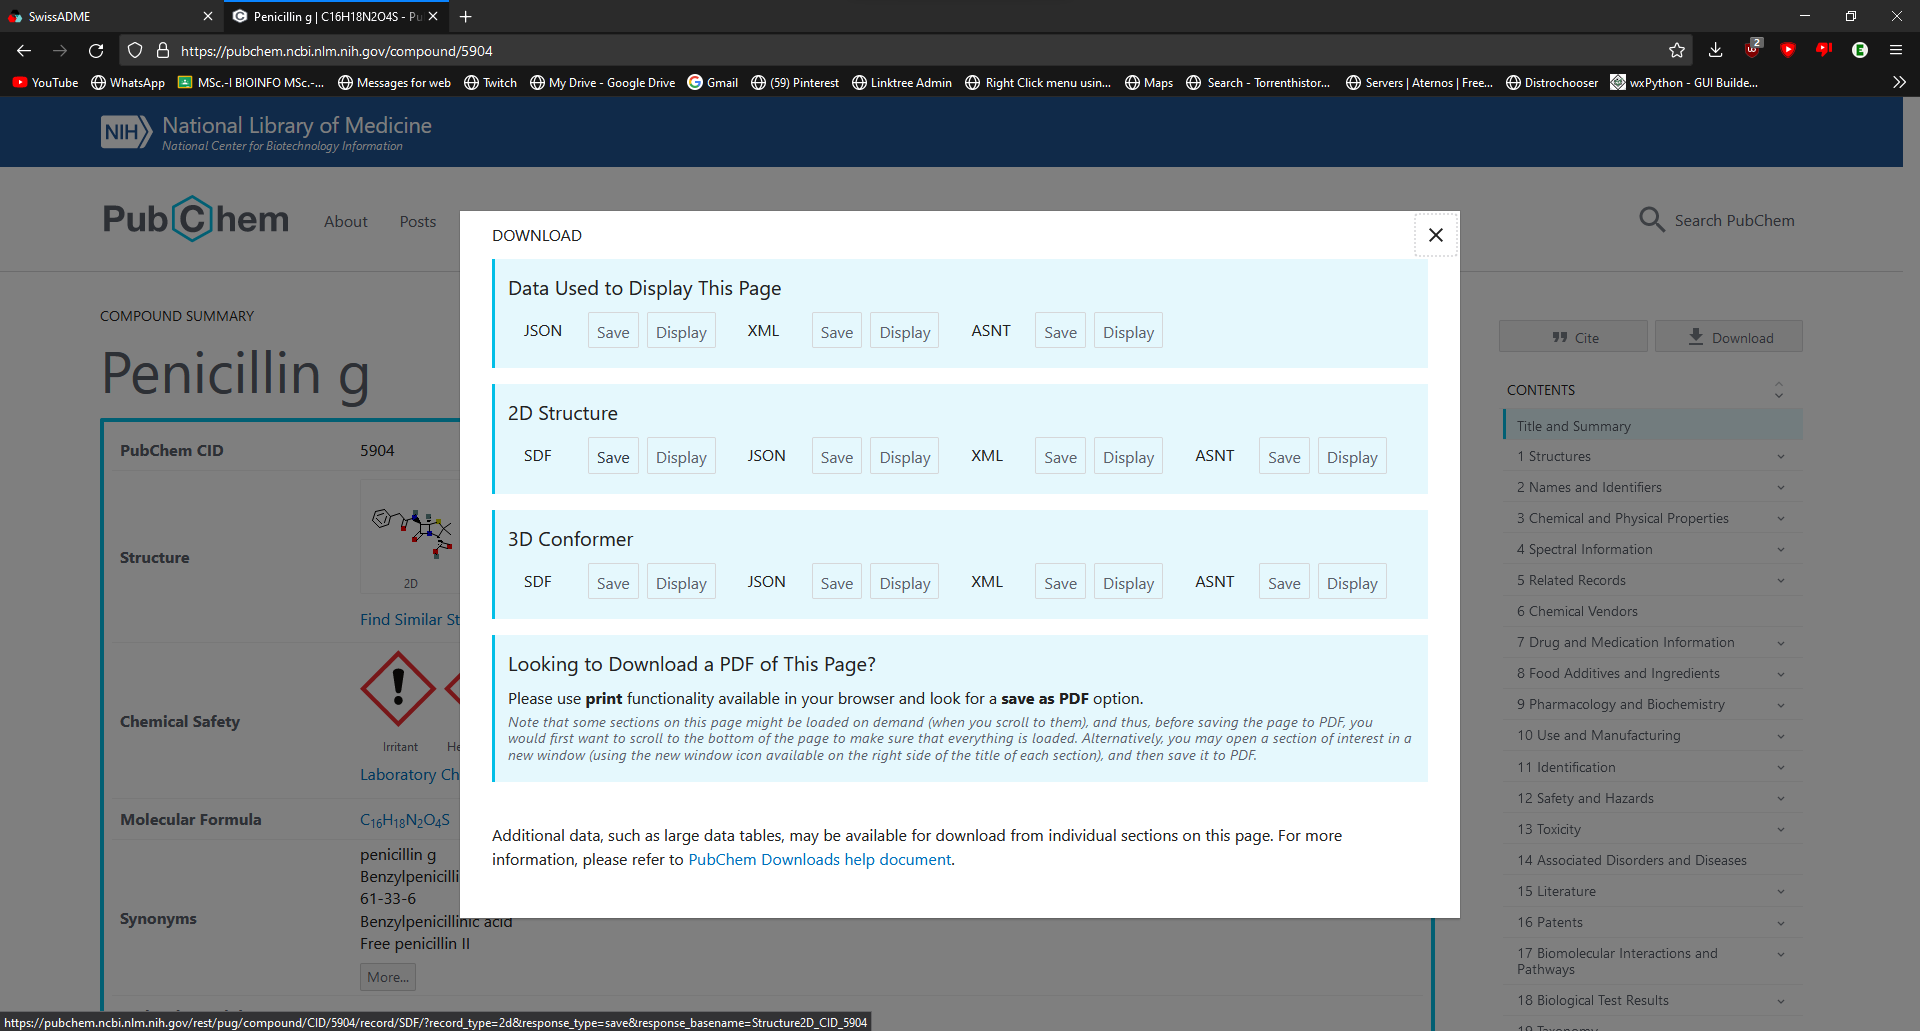 SwissADME
Penicillin g | C16H18N2O4S - Pu
https://pubchem.ncbi.nlm.nih.gov/compound/5904
2
YouTube
WhatsApp
MSc.-I BIOINFO MSc.-...
Messages for web
Twitch
My Drive - Google Drive
Gmail
(59) Pinterest
Linktree Admin
Right Click menu usin...
Maps
Search - Torrenthistor...
Servers | Aternos | Free...
Distrochooser
wxPython - GUI Builde...
NIH
National Library of Medicine
National Center for Biotechnology Information
PubChem
About
Posts
Search PubChem
DOWNLOAD
Data Used to Display This Page
JSON Save Display XML Save Display ASNT Save Display
2D Structure
SDF Save Display JSON Save Display XML Save Display ASNT Save Display
3D Conformer
SDF Save Display JSON Save Display XML Save Display ASNT Save Display
Looking to Download a PDF of This Page?
Please use print functionality available in your browser and look for a save as PDF option.
Note that some sections on this page might be loaded on demand (when you scroll to them), and thus, before saving the page to PDF, you
would first want to scroll to the bottom of the page to make sure that everything is loaded. Alternatively, you may open a section of interest in a
new window (using the new window icon available on the right side of the title of each section), and then save it to PDF.
Additional data, such as large data tables, may be available for download from individual sections on this page. For more
information, please refer to PubChem Downloads help document.
COMPOUND SUMMARY
Penicillin g
PubChem CID
5904
Structure
2D
Find Similar St
Chemical Safety
Irritant
He
Laboratory Ch
Molecular Formula
C₁₆H₁₈N₂O₄S
Synonyms
penicillin g
Benzylpenicilli
61-33-6
Benzylpenicillinic acid
Free penicillin II
More...
Cite
Download
CONTENTS
Title and Summary
1 Structures
2 Names and Identifiers
3 Chemical and Physical Properties
4 Spectral Information
5 Related Records
6 Chemical Vendors
7 Drug and Medication Information
8 Food Additives and Ingredients
9 Pharmacology and Biochemistry
10 Use and Manufacturing
11 Identification
12 Safety and Hazards
13 Toxicity
14 Associated Disorders and Diseases
15 Literature
16 Patents
17 Biomolecular Interactions and
Pathways
18 Biological Test Results
19 Taxonomy
https://pubchem.ncbi.nlm.nih.gov/rest/pug/compound/CID/5904/record/SDF/?record_type=2d&response_type=save&response_basename=Structure2D_CID_5904